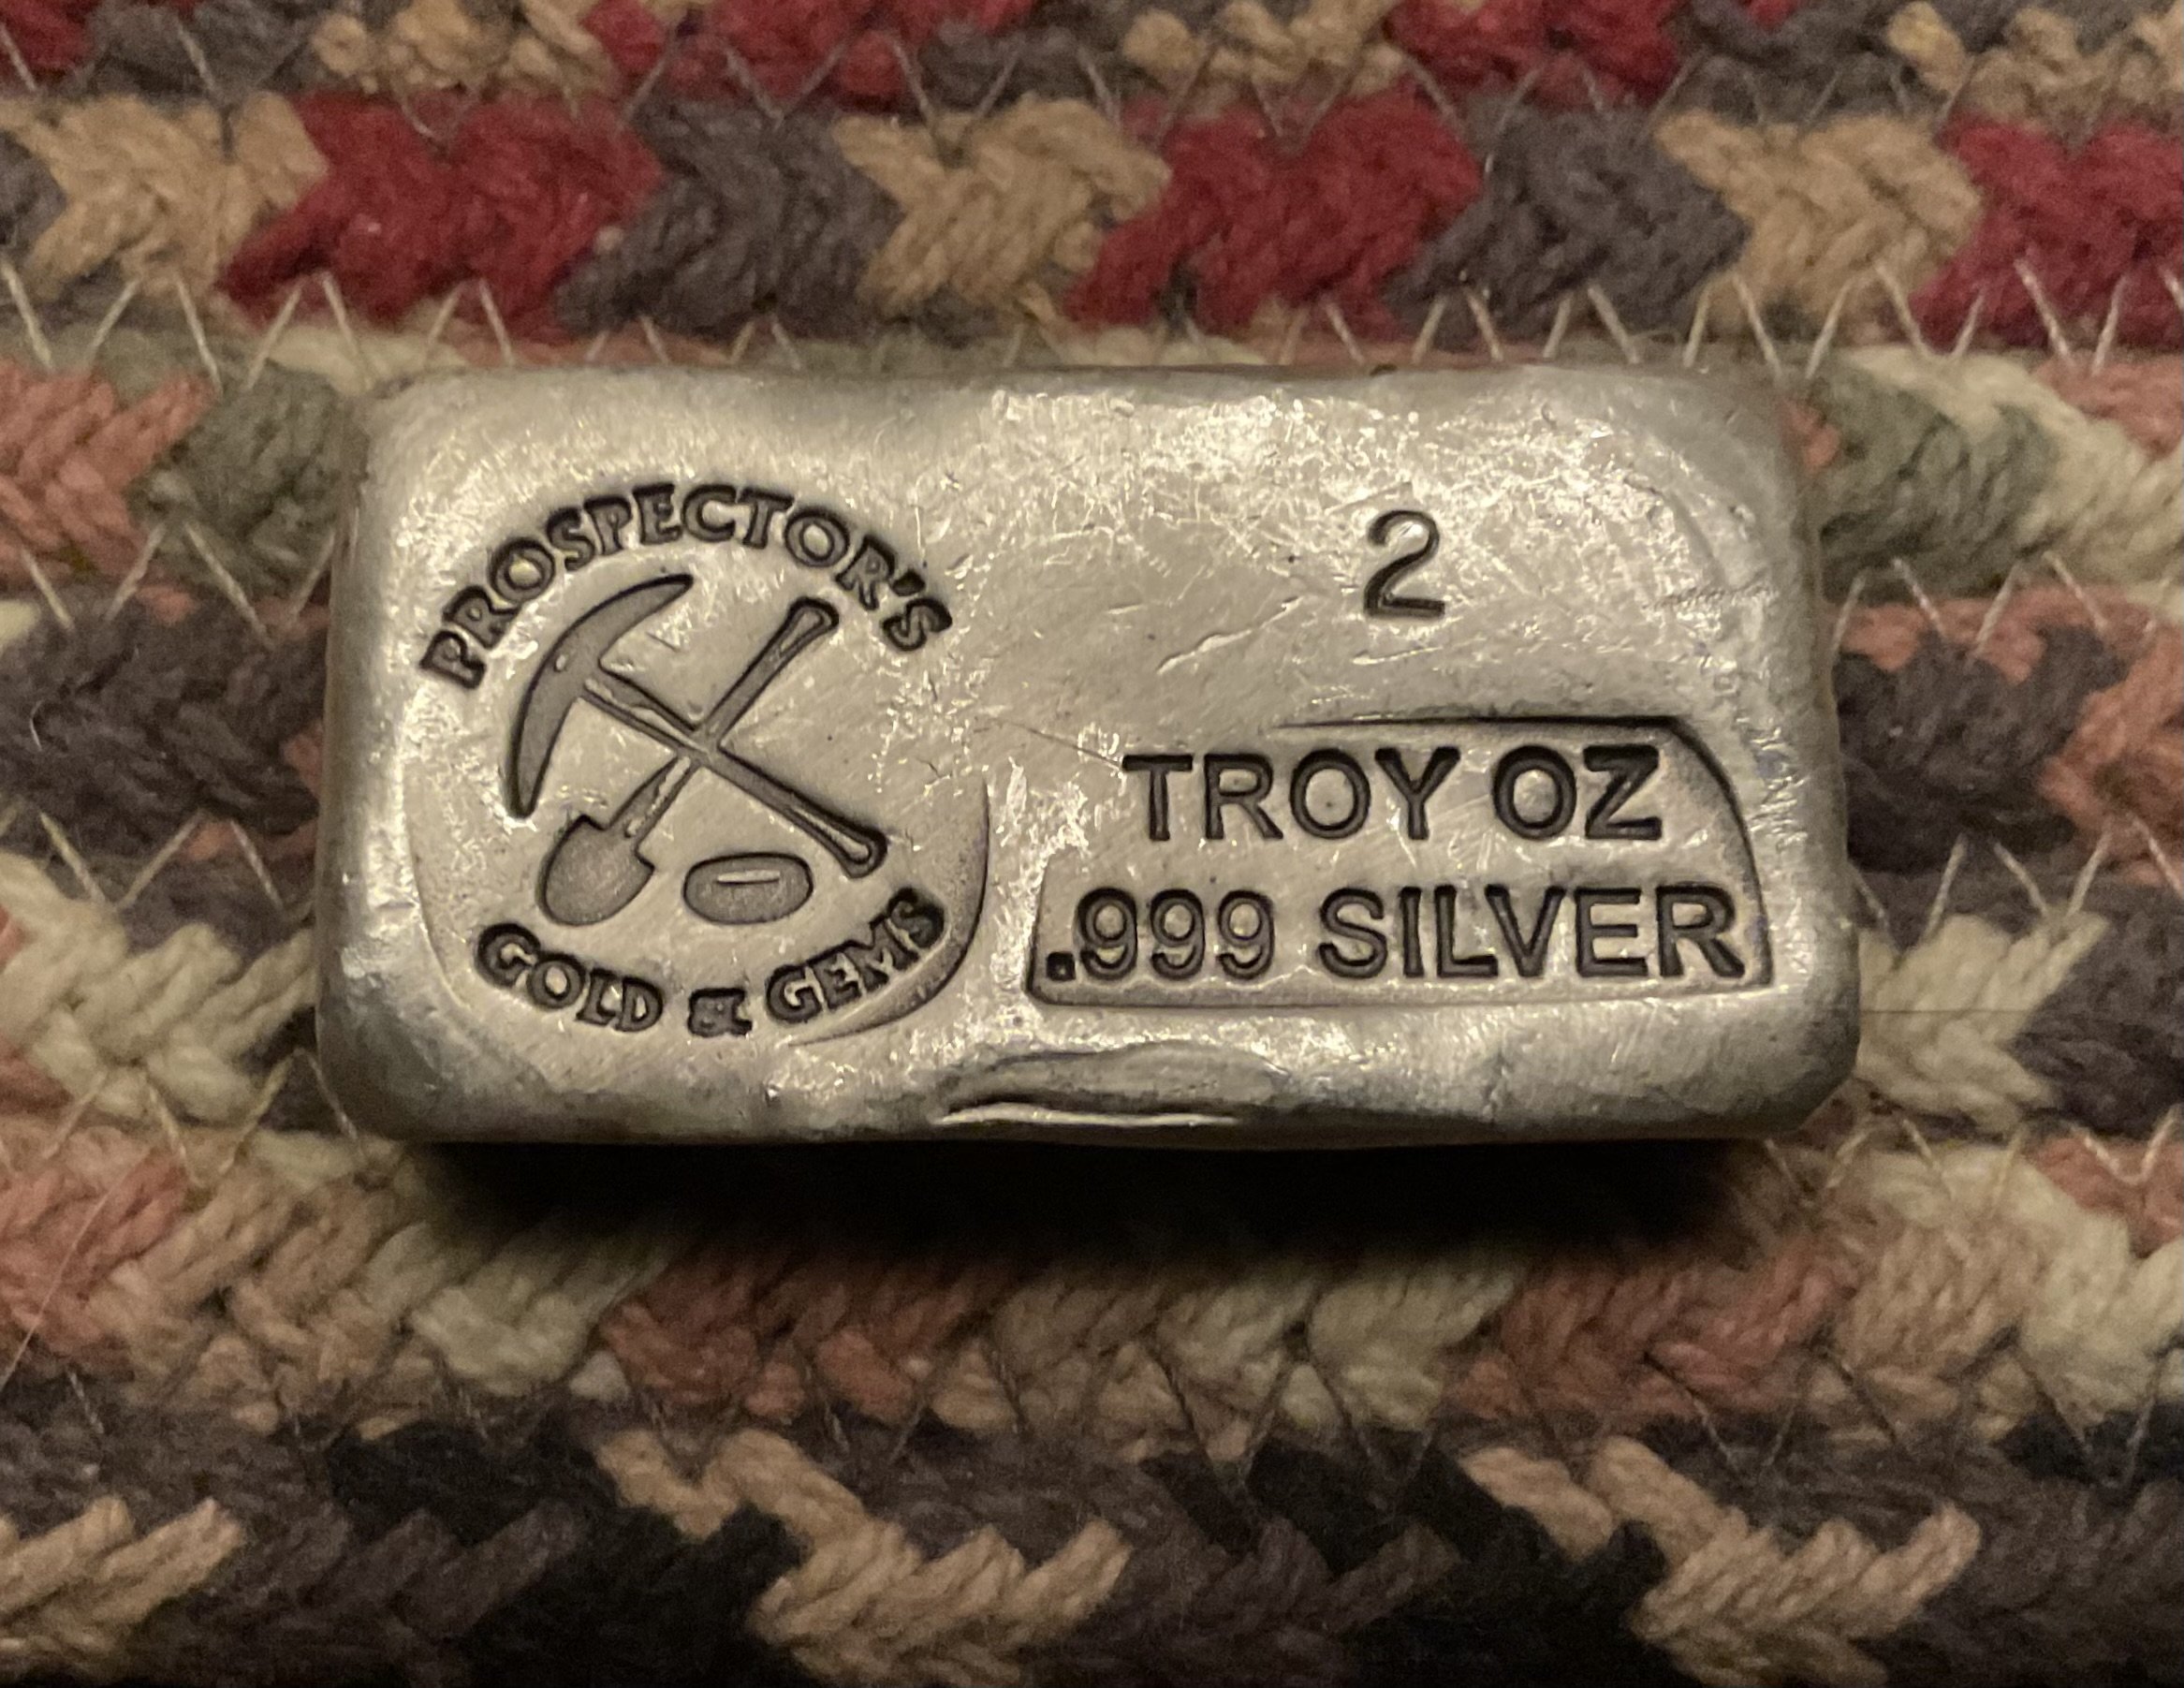 PROSPECTOR'S
GOLD & GEMS
2
TROY OZ
.999 SILVER